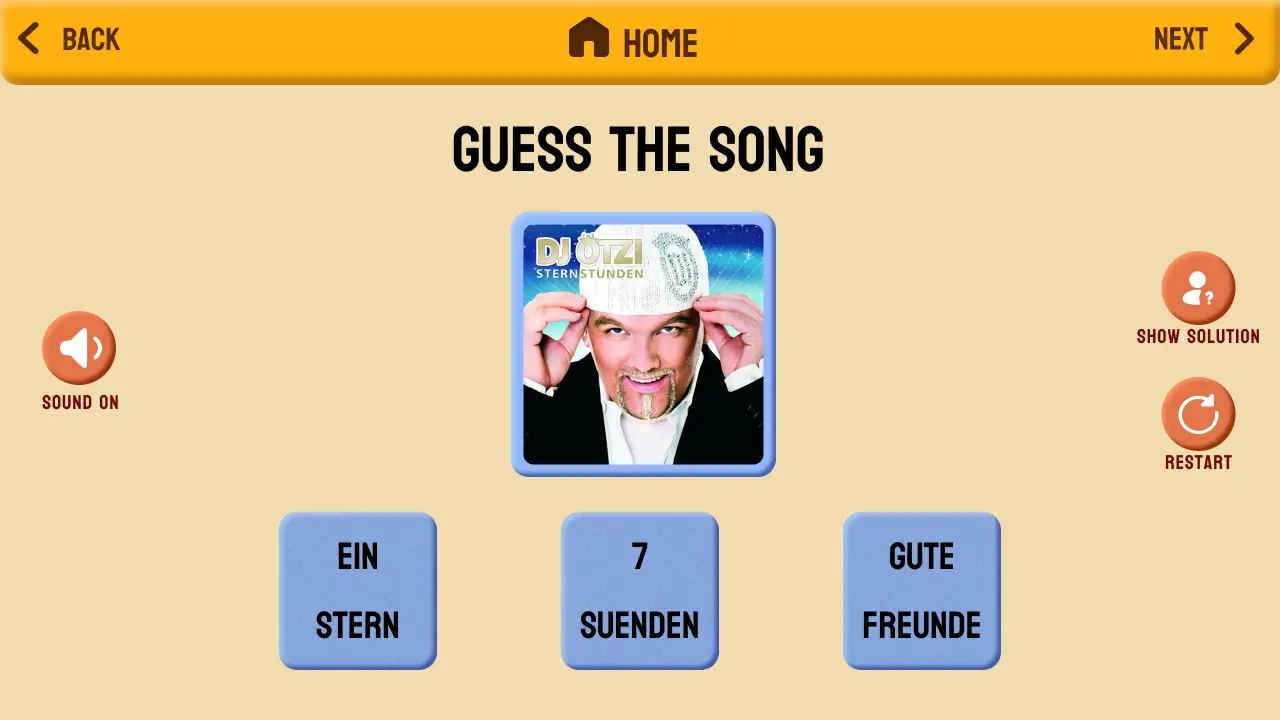 BACK
HOME
NEXT
GUESS THE SONG
DJ ÖTZI
STERNSTUNDEN
SOUND ON
SHOW SOLUTION
RESTART
EIN
STERN
7
SUENDEN
GUTE
FREUNDE